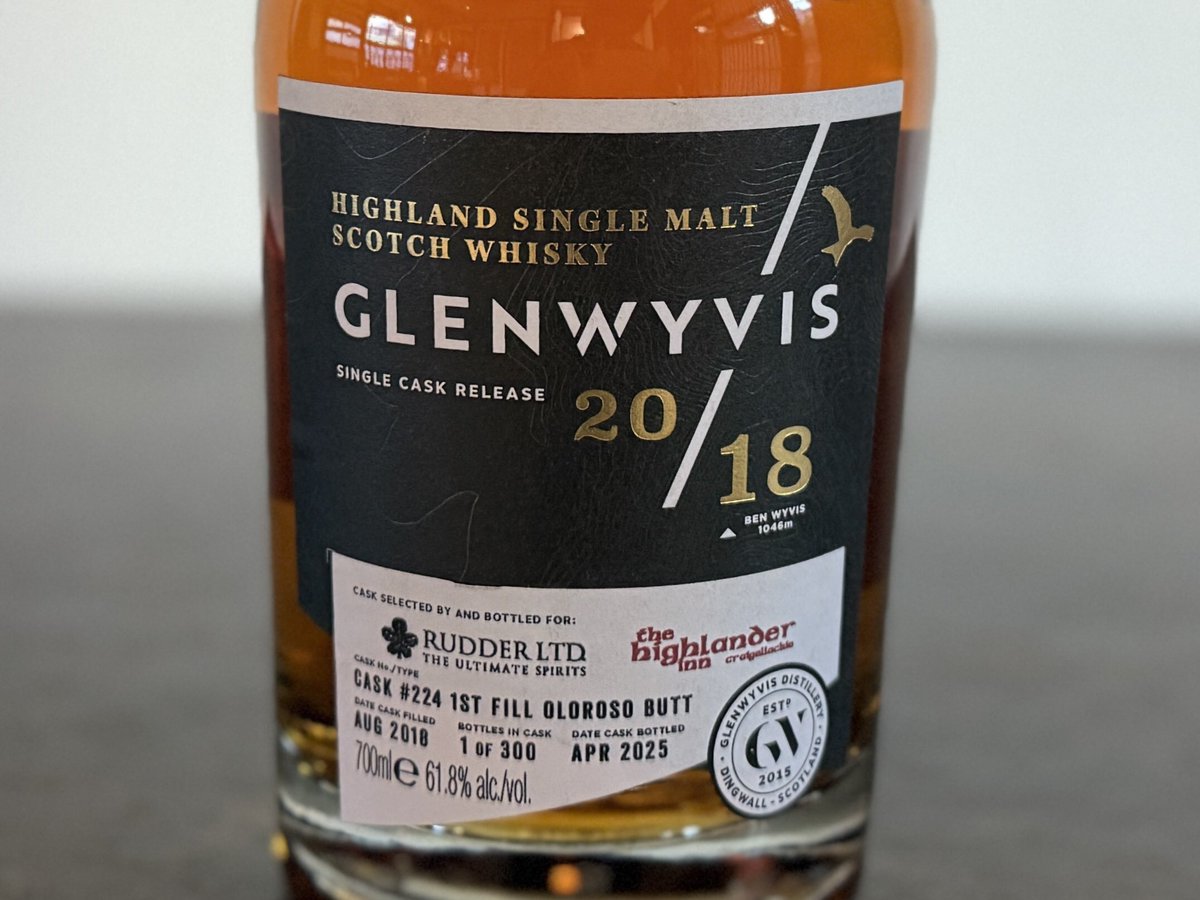 HIGHLAND SINGLE MALT
SCOTCH WHISKY
GLENWYVIS
SINGLE CASK RELEASE
20/18
BEN WYVIS
1046m
CASK SELECTED BY AND BOTTLED FOR:
RUDDER LTD.
THE ULTIMATE SPIRITS
the
highlander
inn craigellachie
CASK No./TYPE
CASK #224 1ST FILL OLOROSO BUTT
DATE CASK FILLED BOTTLES IN CASK DATE CASK BOTTLED
AUG 2018 1 OF 300 APR 2025
700ml e 61.8% alc./vol.
GLENWYVIS DISTILLERY
ESTD
GV
2015
DINGWALL - SCOTLAND